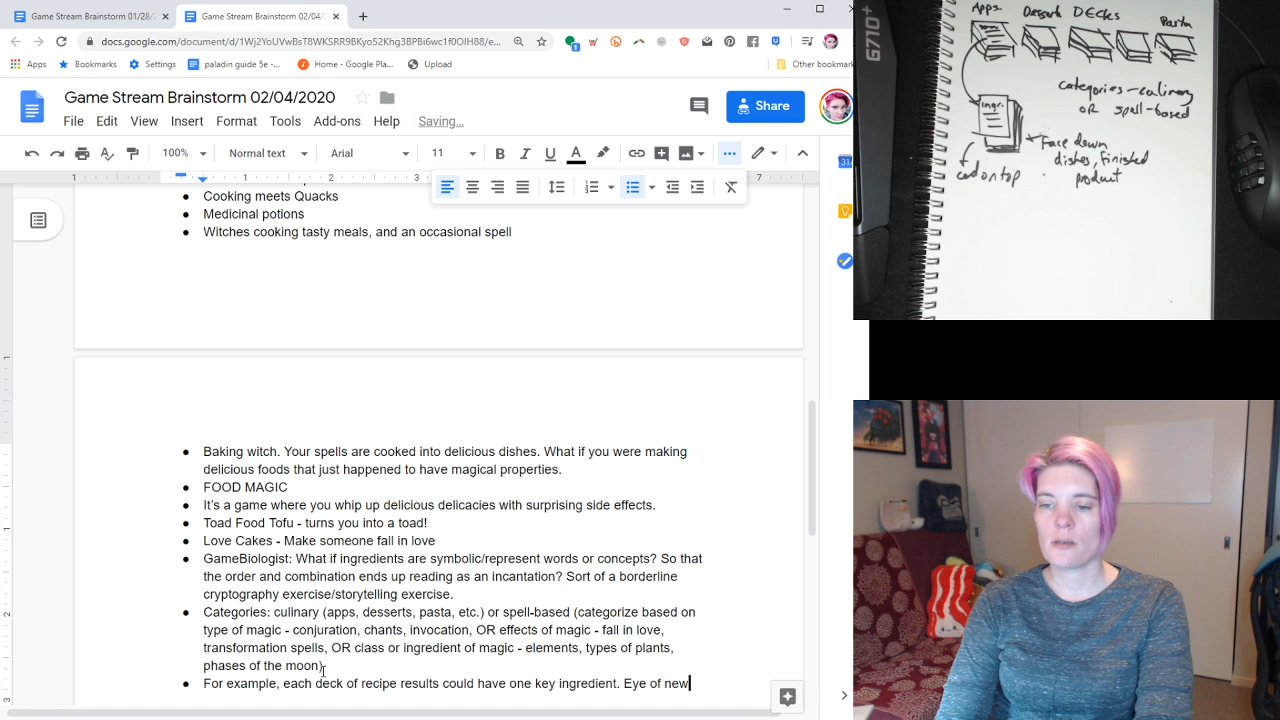 Game Stream Brainstorm 01/28/
Game Stream Brainstorm 02/04/
docs.google.com/document/d/1Wj2YoUVwBsT8WKSRR9BKyo52Khg3BPBi6wc1f0OIH88/e...
Apps
Bookmarks
Settings
paladin guide 5e -...
Home - Google Pla...
Upload
Other bookmar
Game Stream Brainstorm 02/04/2020
Share
File Edit View Insert Format Tools Add-ons Help Saving...
100% Normal text Arial 11
1 1 2 3 7
Cooking meets Quacks
Medicinal potions
Witches cooking tasty meals, and an occasional spell
Baking witch. Your spells are cooked into delicious dishes. What if you were making
delicious foods that just happened to have magical properties.
FOOD MAGIC
It's a game where you whip up delicious delicacies with surprising side effects.
Toad Food Tofu - turns you into a toad!
Love Cakes - Make someone fall in love
GameBiologist: What if ingredients are symbolic/represent words or concepts? So that
the order and combination ends up reading as an incantation? Sort of a borderline
cryptography exercise/storytelling exercise.
Categories: culinary (apps, desserts, pasta, etc.) or spell-based (categorize based on
type of magic - conjuration, chants, invocation, OR effects of magic - fall in love,
transformation spells, OR class or ingredient of magic - elements, types of plants,
phases of the moon)
For example, each deck of recipe results could have one key ingredient. Eye of new
G710+
Apps. Dessert DECKS Pasta
categories - culinary
OR spell-based
Ingr.
Face down
dishes, finished
product
card on top